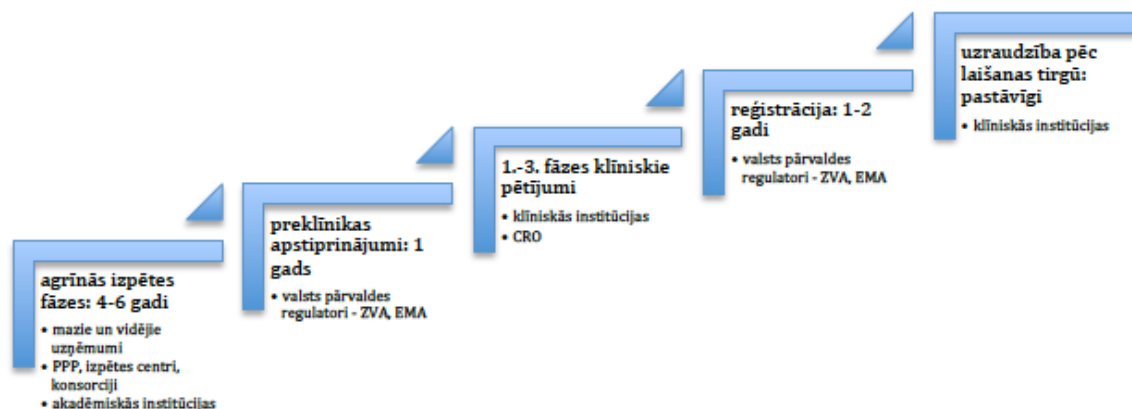 agrīnās izpētes
fāzes: 4-6 gadi
• mazie un vidējie
uzņēmumi
• PPP, izpētes centri,
konsorciji
• akadēmiskās institūcijas
preklīnikas
apstiprinājumi: 1
gads
• valsts pārvaldes
regulatori - ZVA, EMA
1.-3. fāzes klīniskie
pētījumi
• klīniskās institūcijas
• CRO
reģistrācija: 1-2
gadi
• valsts pārvaldes
regulatori - ZVA, EMA
uzraudzība pēc
laišanas tirgū:
pastāvīgi
• klīniskās institūcijas